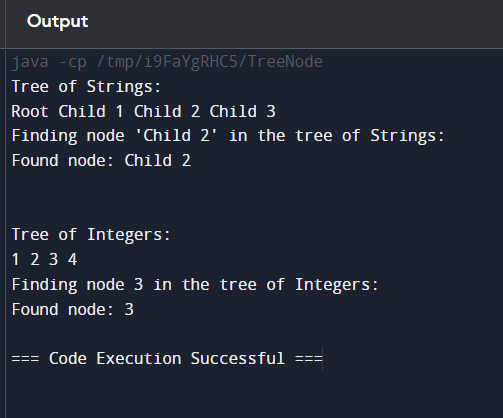 Output
java -cp /tmp/i9FaYgRHC5/TreeNode
Tree of Strings:
Root Child 1 Child 2 Child 3
Finding node 'Child 2' in the tree of Strings:
Found node: Child 2
Tree of Integers:
1 2 3 4
Finding node 3 in the tree of Integers:
Found node: 3
=== Code Execution Successful ===